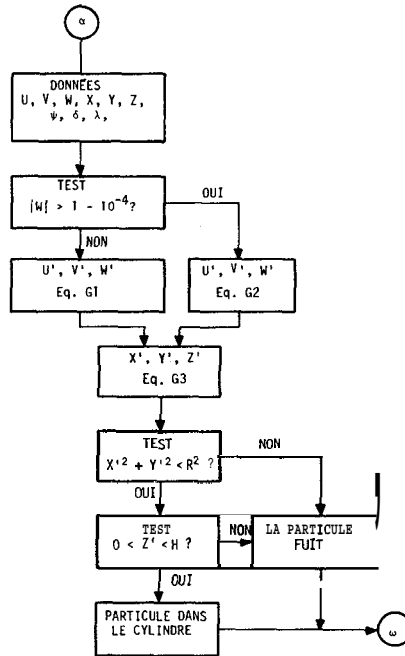 α
DONNÉES
U, V, W, X, Y, Z,
ψ, δ, λ,
TEST
|W| > 1 - 10⁻⁴?
OUI
NON
U', V', W'
Eq. G1
U', V', W'
Eq. G2
X', Y', Z'
Eq. G3
TEST
X'² + Y'² < R² ?
NON
OUI
TEST
0 < Z' < H ?
NON
LA PARTICULE
FUIT
OUI
PARTICULE DANS
LE CYLINDRE
ω